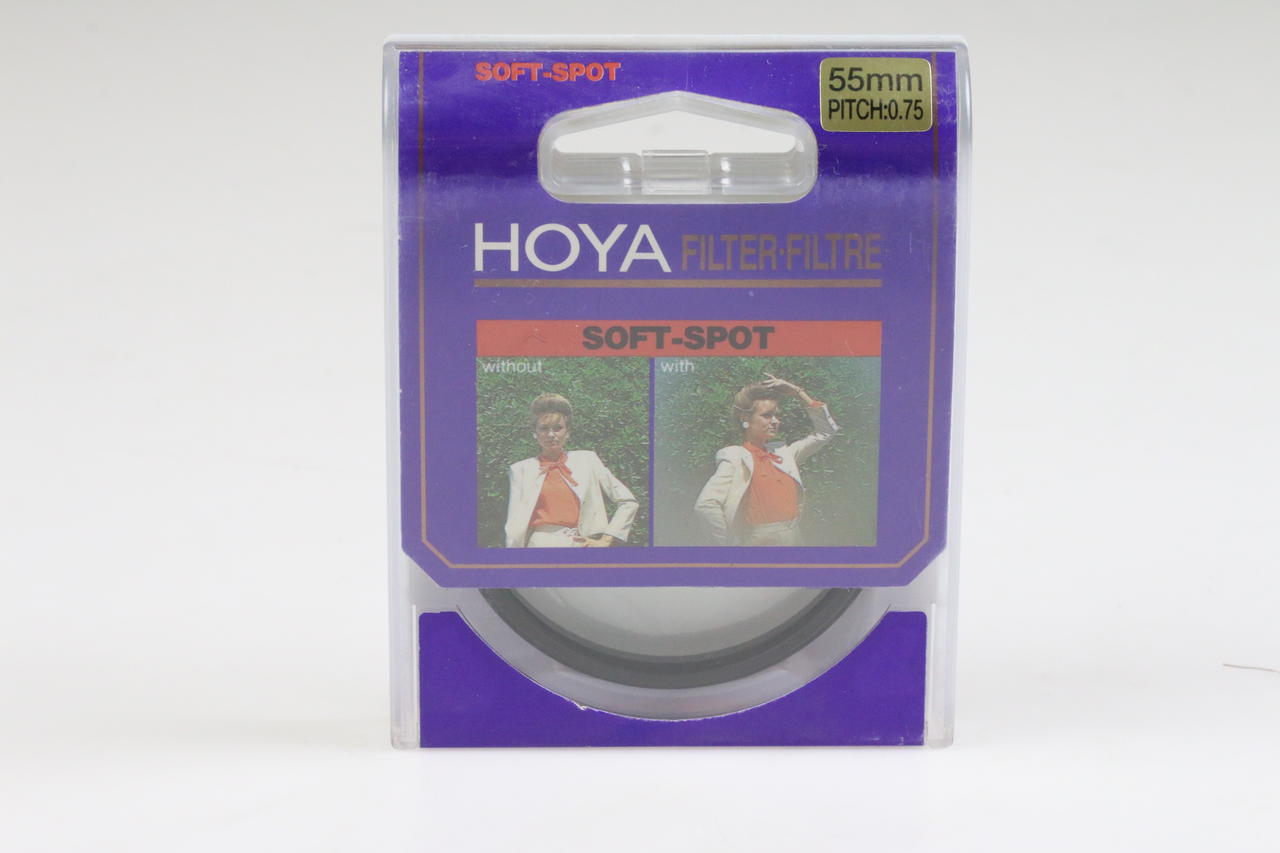 SOFT-SPOT
55mm
PITCH:0.75
HOYA FILTER·FILTRE
SOFT-SPOT
without with